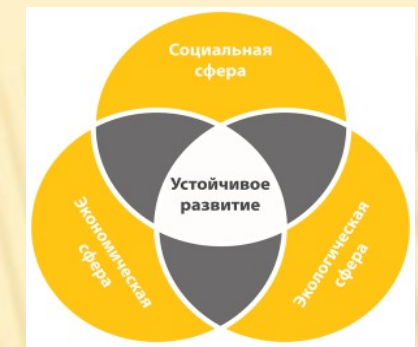 Социальная
сфера
Устойчивое
развитие
Экономическая
сфера
Экологическая
сфера